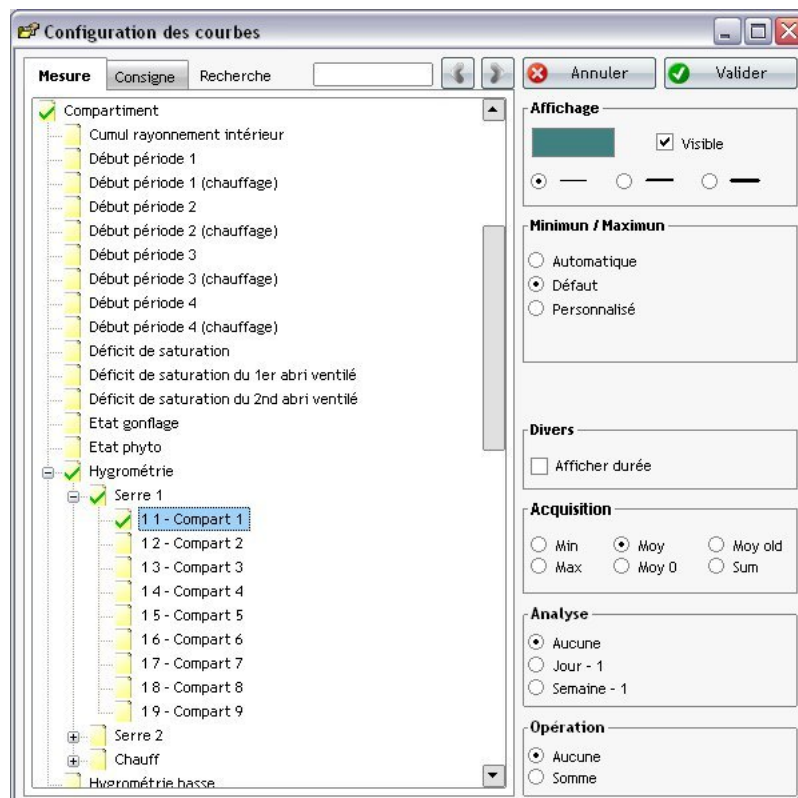 Configuration des courbes
Mesure Consigne Recherche
Annuler Valider
Compartiment
Cumul rayonnement intérieur
Début période 1
Début période 1 (chauffage)
Début période 2
Début période 2 (chauffage)
Début période 3
Début période 3 (chauffage)
Début période 4
Début période 4 (chauffage)
Déficit de saturation
Déficit de saturation du 1er abri ventilé
Déficit de saturation du 2nd abri ventilé
Etat gonflage
Etat phyto
Hygrométrie
Serre 1
1 1 - Compart 1
1 2 - Compart 2
1 3 - Compart 3
1 4 - Compart 4
1 5 - Compart 5
1 6 - Compart 6
1 7 - Compart 7
1 8 - Compart 8
1 9 - Compart 9
Serre 2
Chauff
Hygrométrie basse
Affichage
Visible
Minimun / Maximun
Automatique
Défaut
Personnalisé
Divers
Afficher durée
Acquisition
Min Moy Moy old
Max Moy 0 Sum
Analyse
Aucune
Jour - 1
Semaine - 1
Opération
Aucune
Somme